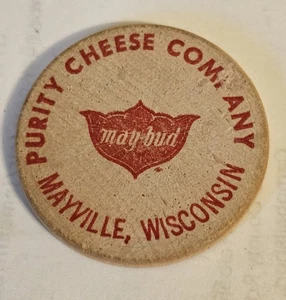 PURITY CHEESE COMPANY
may-bud
MAYVILLE, WISCONSIN